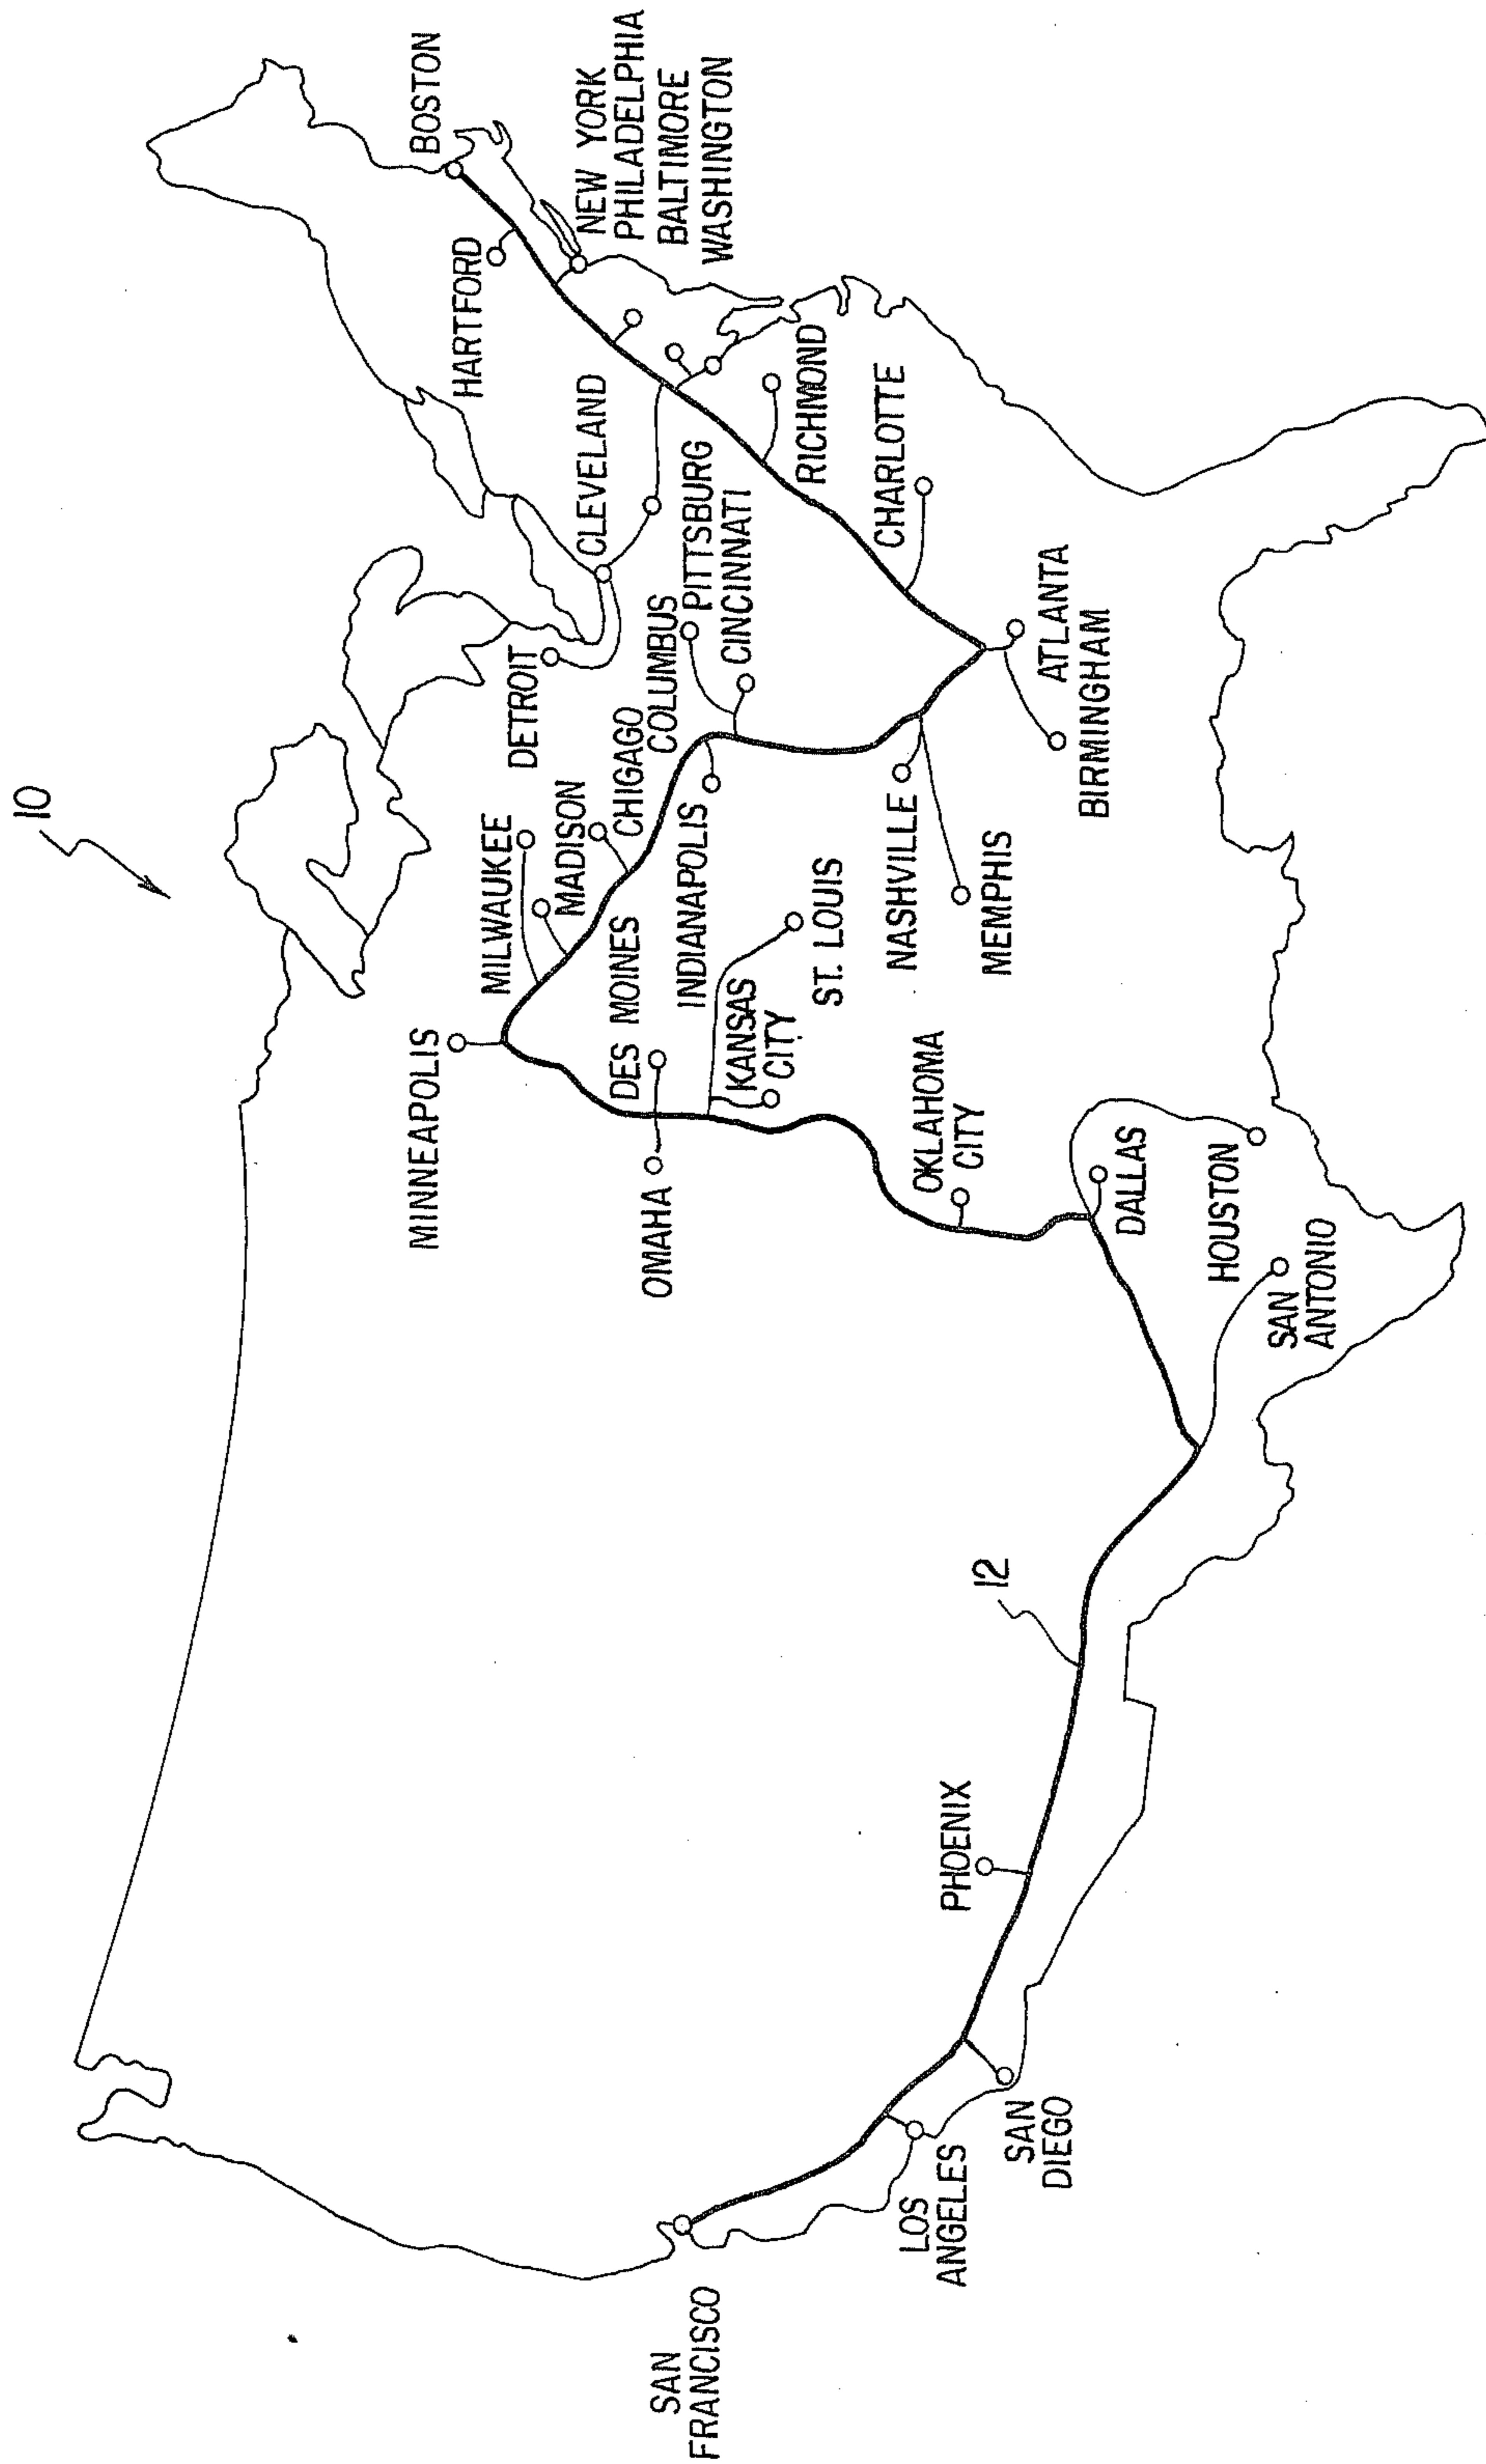 10
BOSTON
HARTFORD
NEW YORK
PHILADELPHIA
BALTIMORE
WASHINGTON
CLEVELAND
DETROIT
PITTSBURG
CINCINNATI
COLUMBUS
RICHMOND
CHARLOTTE
ATLANTA
BIRMINGHAM
MILWAUKEE
MADISON
CHIGAGO
INDIANAPOLIS
NASHVILLE
MEMPHIS
ST. LOUIS
MINNEAPOLIS
DES MOINES
OMAHA
KANSAS
CITY
OKLAHOMA
CITY
DALLAS
HOUSTON
SAN
ANTONIO
12
PHOENIX
SAN
DIEGO
LOS
ANGELES
SAN
FRANCISCO